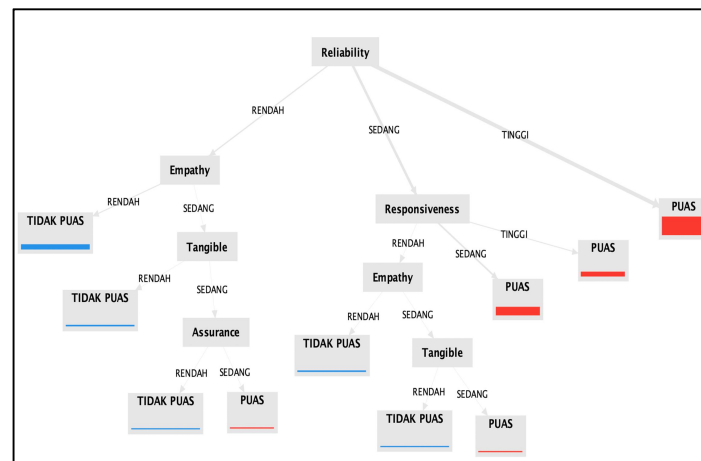 Reliability
RENDAH
SEDANG
TINGGI
Empathy
RENDAH
SEDANG
TIDAK PUAS
Responsiveness
PUAS
Tangible
RENDAH
SEDANG
TINGGI
RENDAH
SEDANG
PUAS
Empathy
PUAS
TIDAK PUAS
RENDAH
SEDANG
Assurance
TIDAK PUAS
Tangible
RENDAH
SEDANG
RENDAH
SEDANG
TIDAK PUAS
PUAS
TIDAK PUAS
PUAS